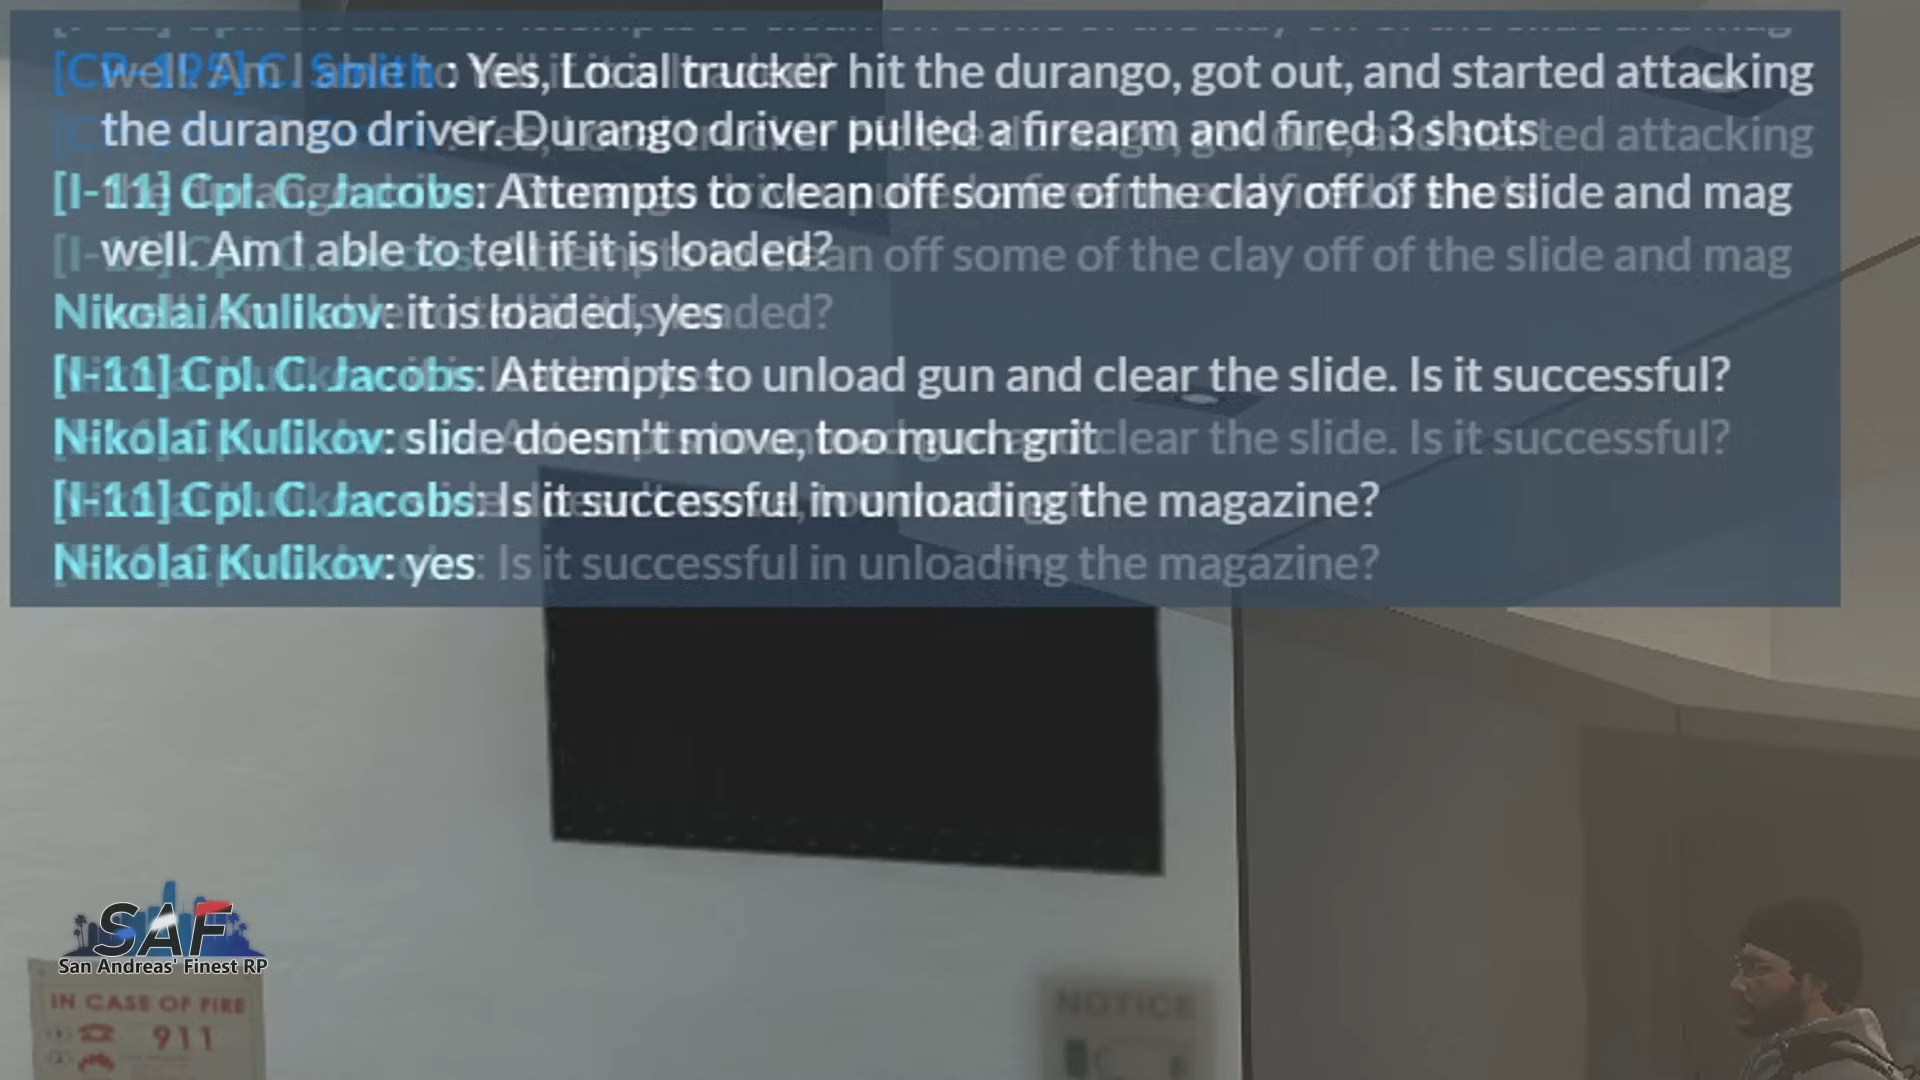 [CP-195] C. Smith : Yes, Local trucker hit the durango, got out, and started attacking
the durango driver. Durango driver pulled a firearm and fired 3 shots
[I-11] Cpl. C. Jacobs: Attempts to clean off some of the clay off of the slide and mag
well. Am I able to tell if it is loaded?
Nikolai Kulikov: it is loaded, yes
[I-11] Cpl. C. Jacobs: Attempts to unload gun and clear the slide. Is it successful?
Nikolai Kulikov: slide doesn't move, too much grit
[I-11] Cpl. C. Jacobs: Is it successful in unloading the magazine?
Nikolai Kulikov: yes
SAF
San Andreas' Finest RP
IN CASE OF FIRE
911
NOTICE